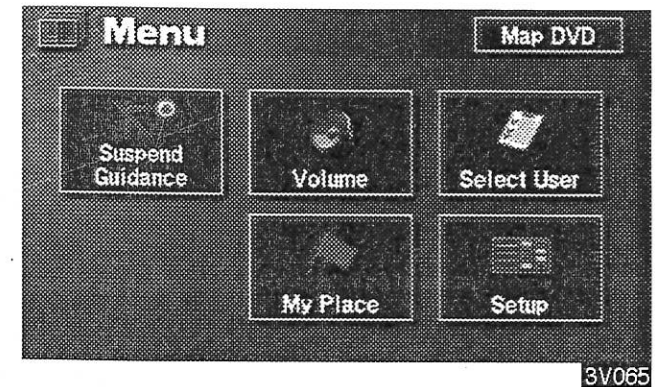 Menu
Map DVD
Suspend
Guidance
Volume
Select User
My Place
Setup
3V065